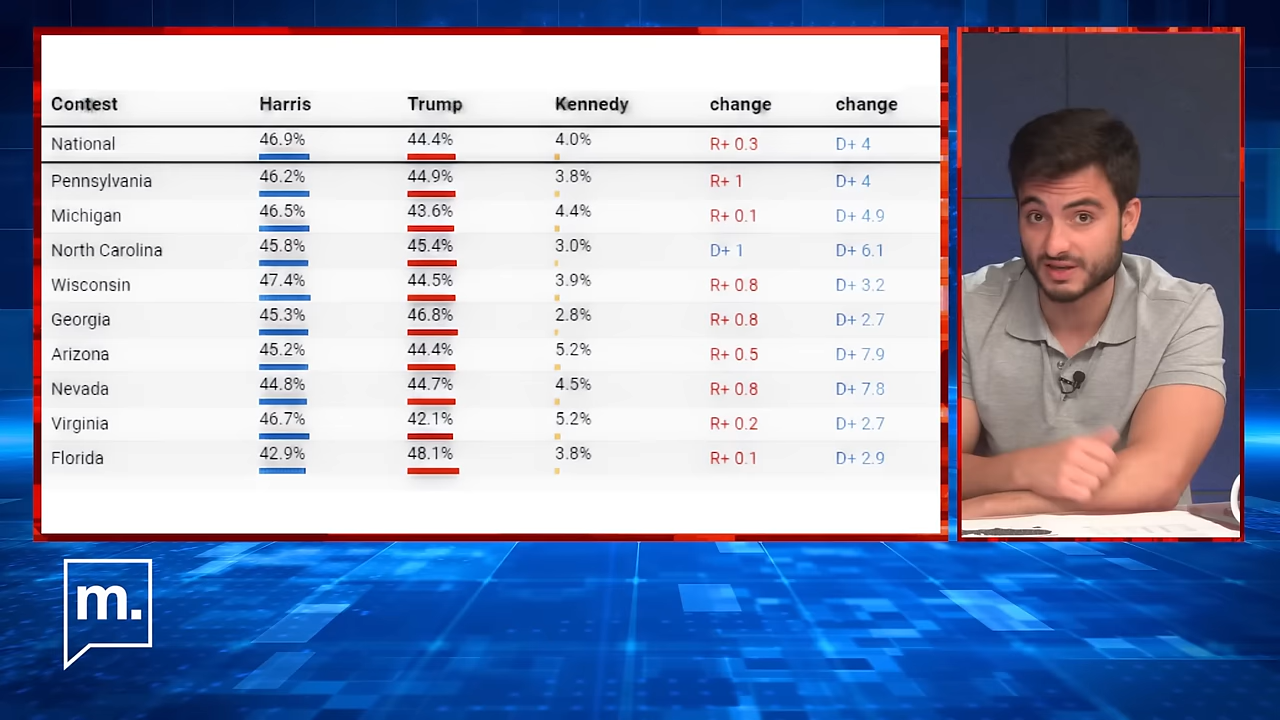 Contest Harris Trump Kennedy change change
National 46.9% 44.4% 4.0% R+ 0.3 D+ 4
Pennsylvania 46.2% 44.9% 3.8% R+ 1 D+ 4
Michigan 46.5% 43.6% 4.4% R+ 0.1 D+ 4.9
North Carolina 45.8% 45.4% 3.0% D+ 1 D+ 6.1
Wisconsin 47.4% 44.5% 3.9% R+ 0.8 D+ 3.2
Georgia 45.3% 46.8% 2.8% R+ 0.8 D+ 2.7
Arizona 45.2% 44.4% 5.2% R+ 0.5 D+ 7.9
Nevada 44.8% 44.7% 4.5% R+ 0.8 D+ 7.8
Virginia 46.7% 42.1% 5.2% R+ 0.2 D+ 2.7
Florida 42.9% 48.1% 3.8% R+ 0.1 D+ 2.9
m.